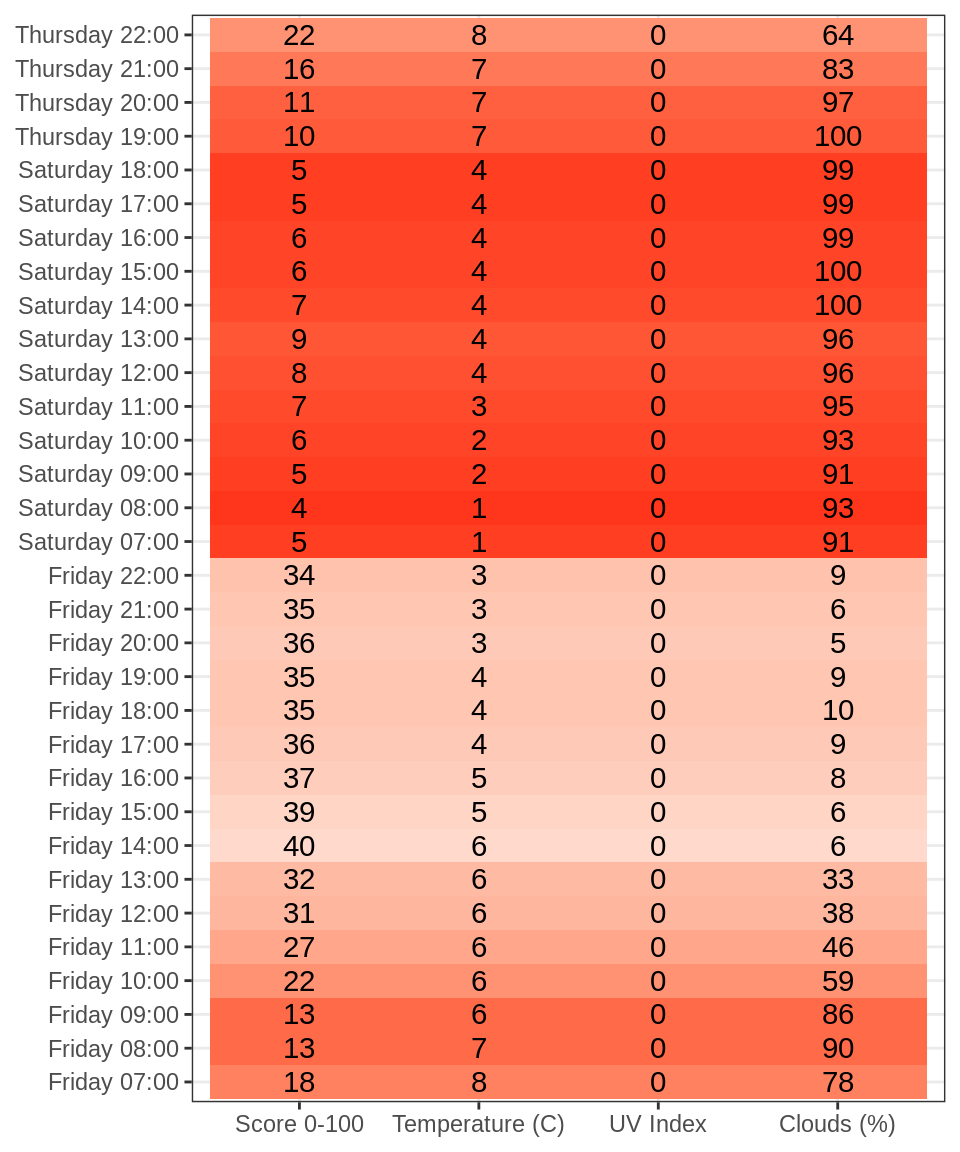 Thursday 22:00 22 8 0 64
Thursday 21:00 16 7 0 83
Thursday 20:00 11 7 0 97
Thursday 19:00 10 7 0 100
Saturday 18:00 5 4 0 99
Saturday 17:00 5 4 0 99
Saturday 16:00 6 4 0 99
Saturday 15:00 6 4 0 100
Saturday 14:00 7 4 0 100
Saturday 13:00 9 4 0 96
Saturday 12:00 8 4 0 96
Saturday 11:00 7 3 0 95
Saturday 10:00 6 2 0 93
Saturday 09:00 5 2 0 91
Saturday 08:00 4 1 0 93
Saturday 07:00 5 1 0 91
Friday 22:00 34 3 0 9
Friday 21:00 35 3 0 6
Friday 20:00 36 3 0 5
Friday 19:00 35 4 0 9
Friday 18:00 35 4 0 10
Friday 17:00 36 4 0 9
Friday 16:00 37 5 0 8
Friday 15:00 39 5 0 6
Friday 14:00 40 6 0 6
Friday 13:00 32 6 0 33
Friday 12:00 31 6 0 38
Friday 11:00 27 6 0 46
Friday 10:00 22 6 0 59
Friday 09:00 13 6 0 86
Friday 08:00 13 7 0 90
Friday 07:00 18 8 0 78
Score 0-100 Temperature (C) UV Index Clouds (%)